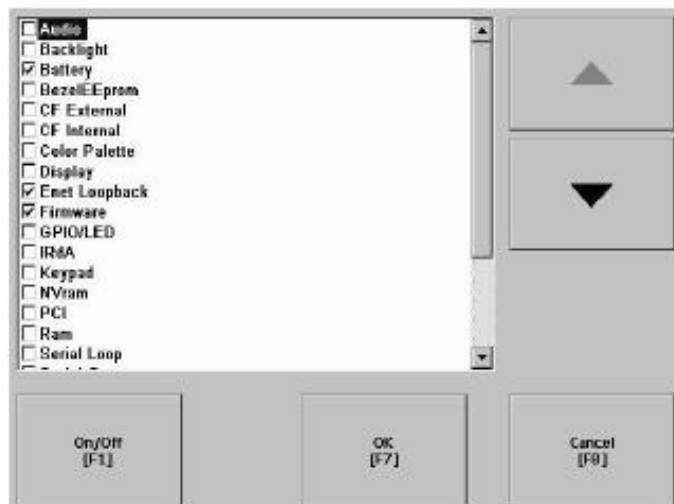 Audio
Backlight
Battery
BezelEEprom
CF External
CF Internal
Color Palette
Display
Enet Loopback
Firmware
GPIO/LED
IRdA
Keypad
NVram
PCI
Ram
Serial Loop
On/Off
[F1]
OK
[F7]
Cancel
[F8]